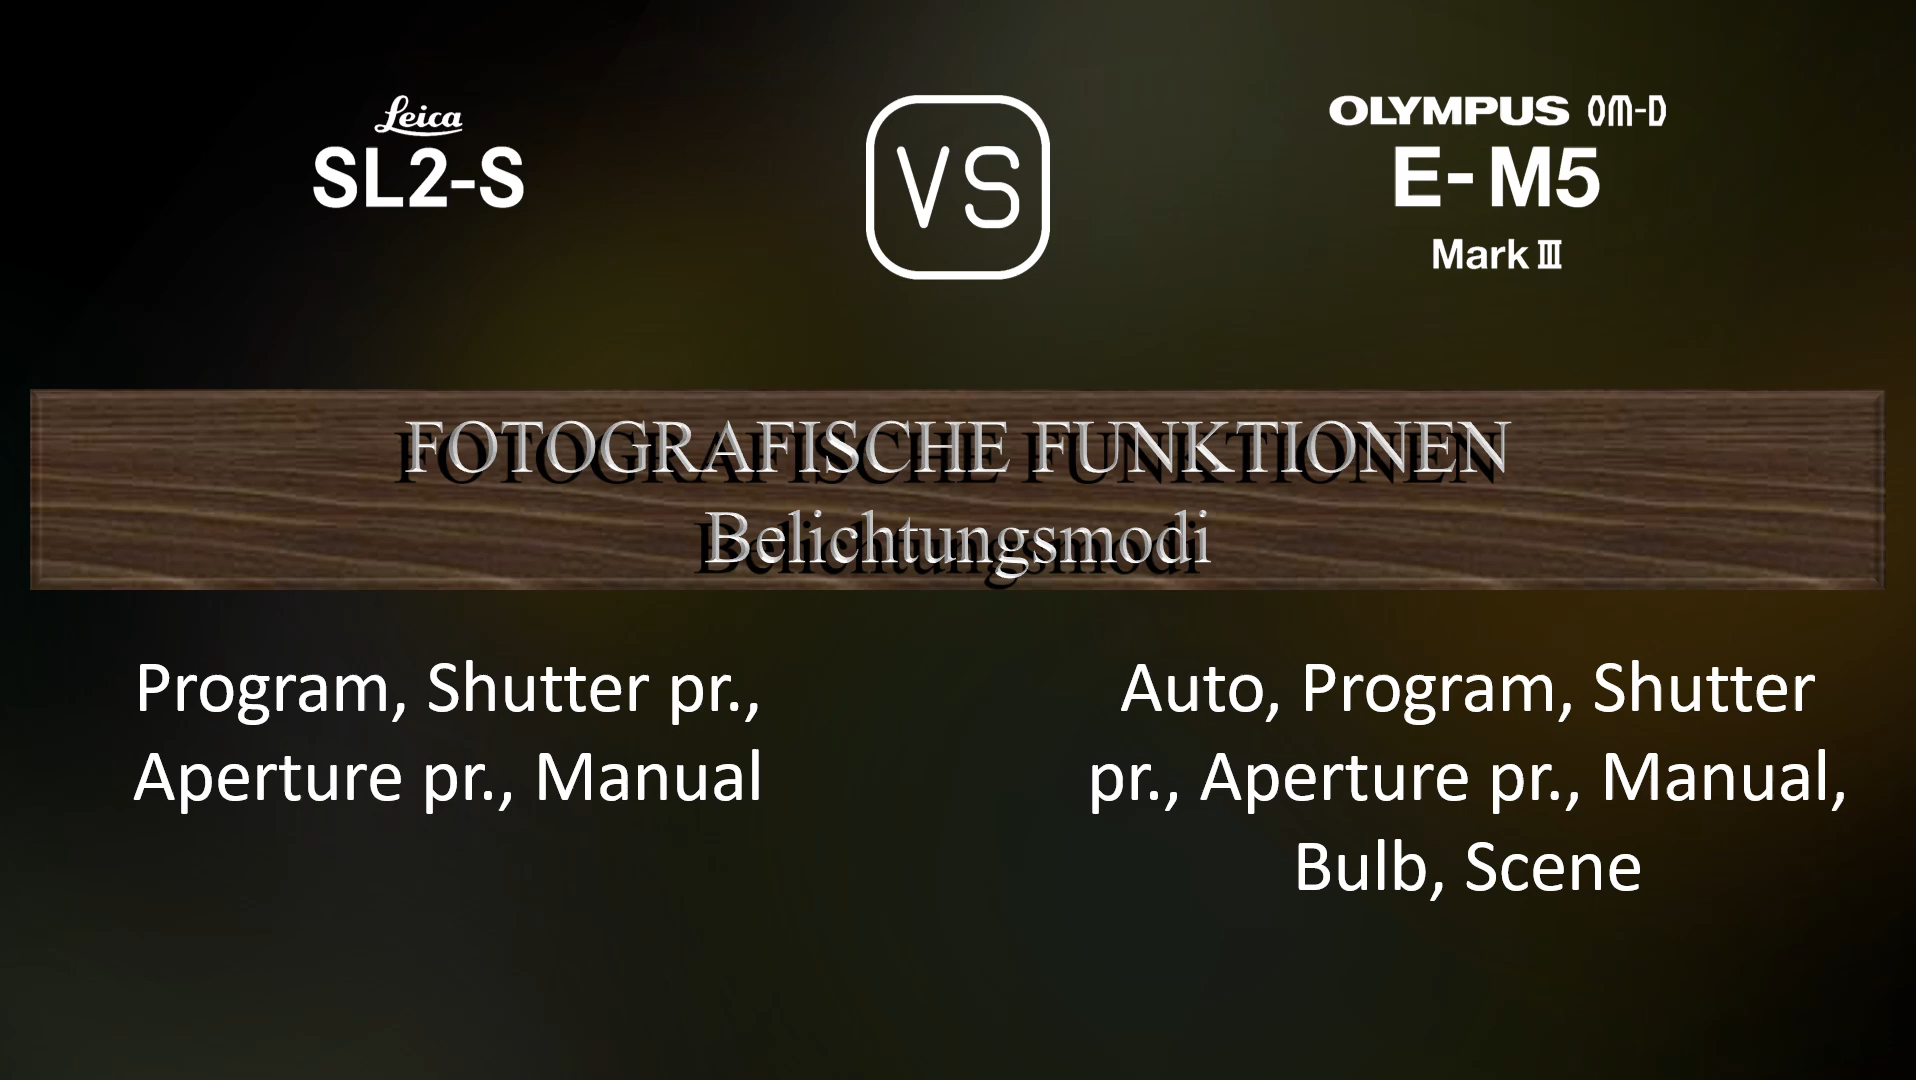 Leica
SL2-S
VS
OLYMPUS OM-D
E-M5
Mark III
FOTOGRAFISCHE FUNKTIONEN
Belichtungsmodi
Program, Shutter pr.,
Aperture pr., Manual
Auto, Program, Shutter
pr., Aperture pr., Manual,
Bulb, Scene